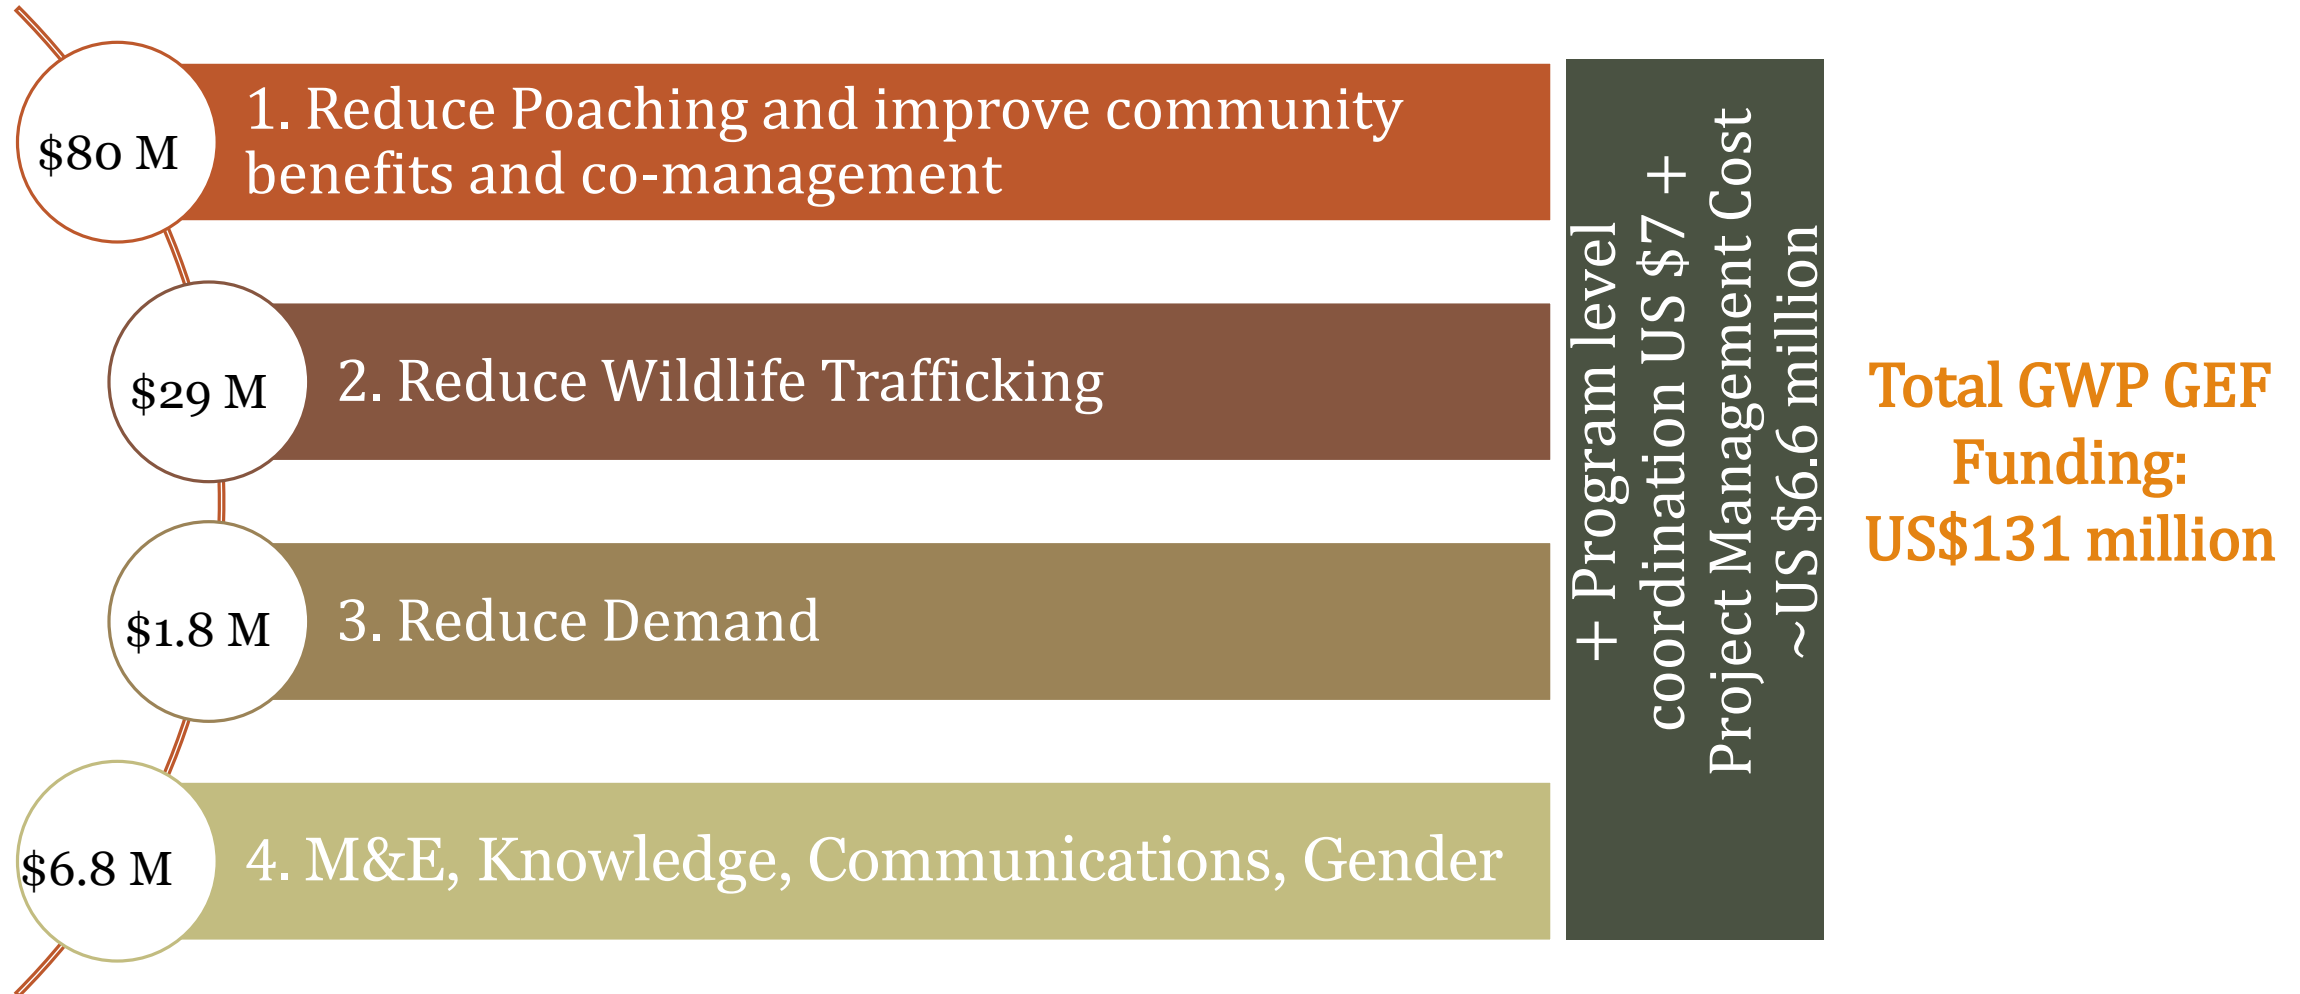 $80 M
1. Reduce Poaching and improve community
benefits and co-management
$29 M
2. Reduce Wildlife Trafficking
$1.8 M
3. Reduce Demand
$6.8 M
4. M&E, Knowledge, Communications, Gender
+ Program level
coordination US $7 +
Project Management Cost
~US $6.6 million
Total GWP GEF
Funding:
US$131 million